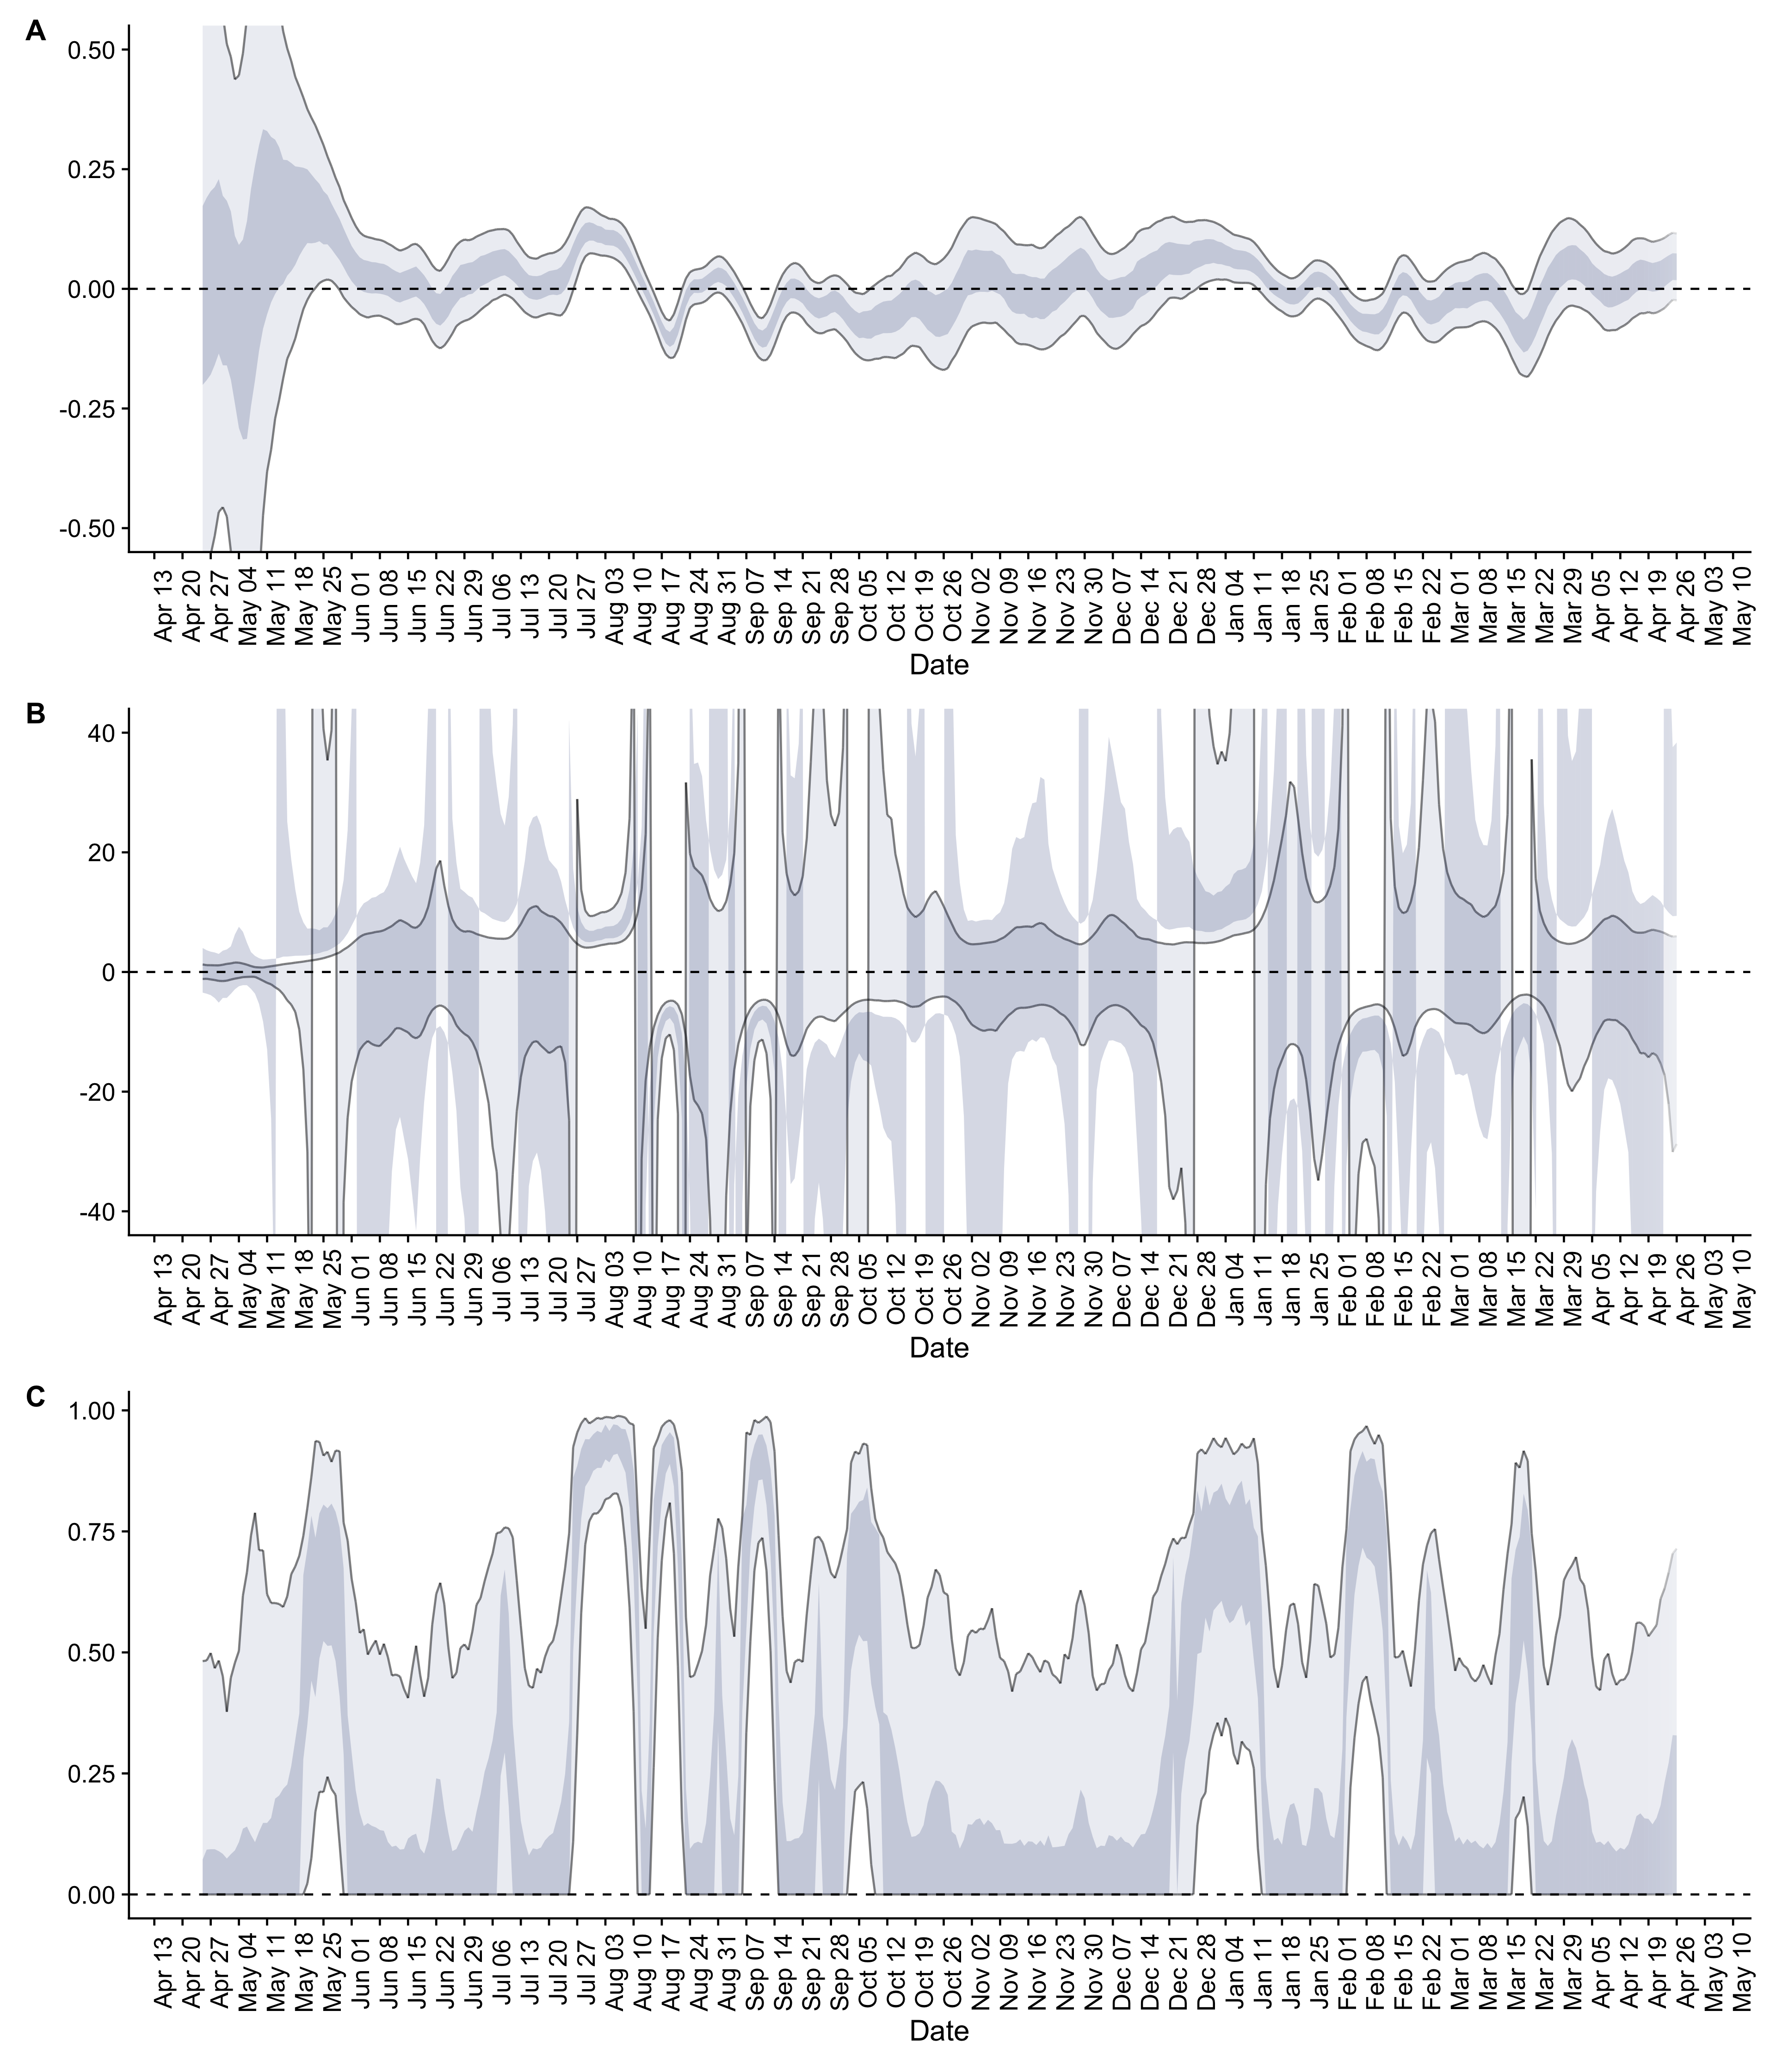 A
0.50
0.25
0.00
-0.25
-0.50
Apr 13 Apr 20 Apr 27 May 04 May 11 May 18 May 25 Jun 01 Jun 08 Jun 15 Jun 22 Jun 29 Jul 06 Jul 13 Jul 20 Jul 27 Aug 03 Aug 10 Aug 17 Aug 24 Aug 31 Sep 07 Sep 14 Sep 21 Sep 28 Oct 05 Oct 12 Oct 19 Oct 26 Nov 02 Nov 09 Nov 16 Nov 23 Nov 30 Dec 07 Dec 14 Dec 21 Dec 28 Jan 04 Jan 11 Jan 18 Jan 25 Feb 01 Feb 08 Feb 15 Feb 22 Mar 01 Mar 08 Mar 15 Mar 22 Mar 29 Apr 05 Apr 12 Apr 19 Apr 26 May 03 May 10
Date
B
40
20
0
-20
-40
Apr 13 Apr 20 Apr 27 May 04 May 11 May 18 May 25 Jun 01 Jun 08 Jun 15 Jun 22 Jun 29 Jul 06 Jul 13 Jul 20 Jul 27 Aug 03 Aug 10 Aug 17 Aug 24 Aug 31 Sep 07 Sep 14 Sep 21 Sep 28 Oct 05 Oct 12 Oct 19 Oct 26 Nov 02 Nov 09 Nov 16 Nov 23 Nov 30 Dec 07 Dec 14 Dec 21 Dec 28 Jan 04 Jan 11 Jan 18 Jan 25 Feb 01 Feb 08 Feb 15 Feb 22 Mar 01 Mar 08 Mar 15 Mar 22 Mar 29 Apr 05 Apr 12 Apr 19 Apr 26 May 03 May 10
Date
C
1.00
0.75
0.50
0.25
0.00
Apr 13 Apr 20 Apr 27 May 04 May 11 May 18 May 25 Jun 01 Jun 08 Jun 15 Jun 22 Jun 29 Jul 06 Jul 13 Jul 20 Jul 27 Aug 03 Aug 10 Aug 17 Aug 24 Aug 31 Sep 07 Sep 14 Sep 21 Sep 28 Oct 05 Oct 12 Oct 19 Oct 26 Nov 02 Nov 09 Nov 16 Nov 23 Nov 30 Dec 07 Dec 14 Dec 21 Dec 28 Jan 04 Jan 11 Jan 18 Jan 25 Feb 01 Feb 08 Feb 15 Feb 22 Mar 01 Mar 08 Mar 15 Mar 22 Mar 29 Apr 05 Apr 12 Apr 19 Apr 26 May 03 May 10
Date